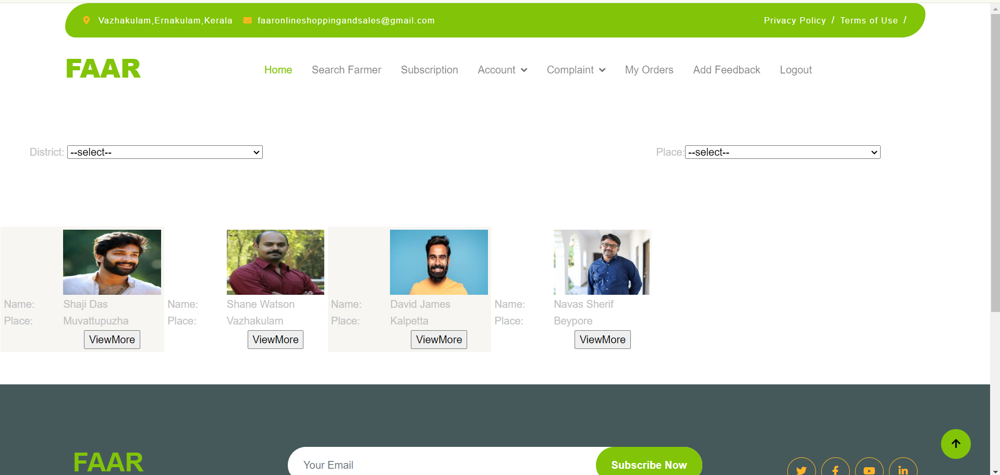 Vazhakulam,Ernakulam,Kerala faaronlineshoppingandsales@gmail.com Privacy Policy / Terms of Use /
FAAR Home Search Farmer Subscription Account Complaint My Orders Add Feedback Logout
District: --select-- Place: --select--
Name: Shaji Das Name: Shane Watson Name: David James Name: Navas Sherif
Place: Muvattupuzha Place: Vazhakulam Place: Kalpetta Place: Beypore
ViewMore ViewMore ViewMore ViewMore
FAAR Your Email Subscribe Now